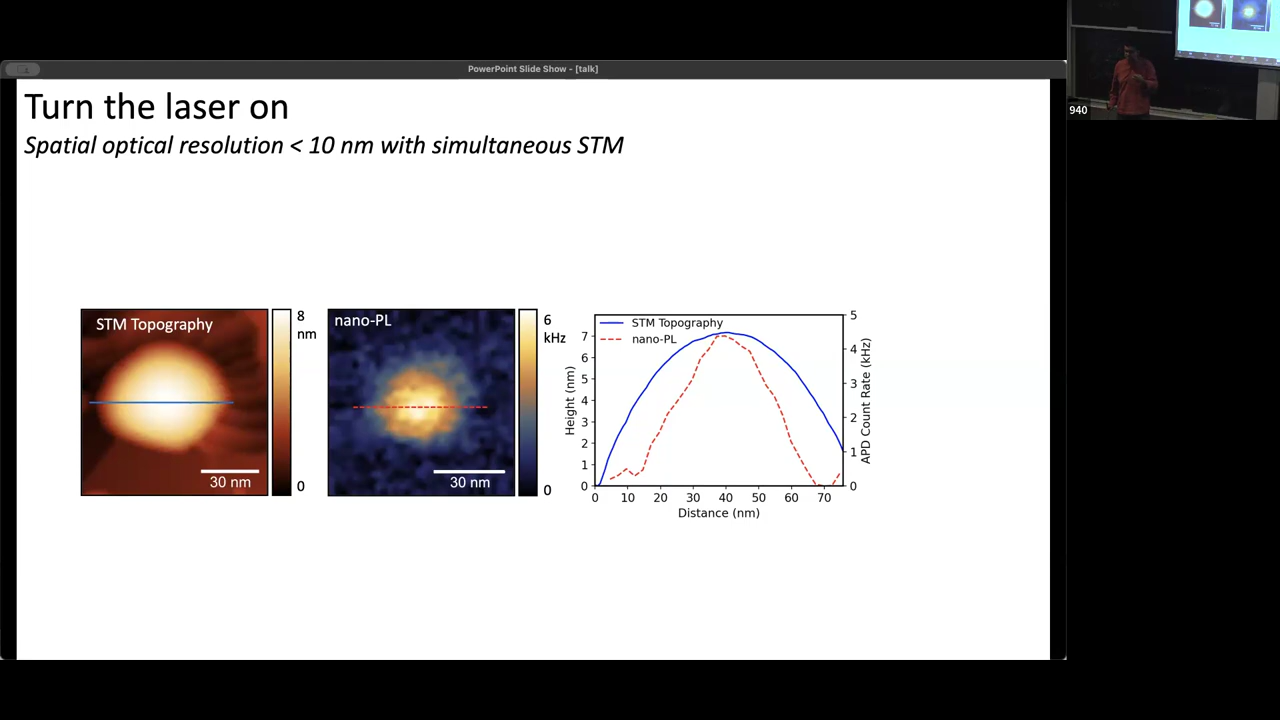 PowerPoint Slide Show - [talk]
940
Turn the laser on
Spatial optical resolution < 10 nm with simultaneous STM
STM Topography
30 nm
8
nm
0
nano-PL
30 nm
6
kHz
0
STM Topography
nano-PL
Height (nm)
7
6
5
4
3
2
1
0
0 10 20 30 40 50 60 70
Distance (nm)
5
4
3
2
1
0
APD Count Rate (kHz)